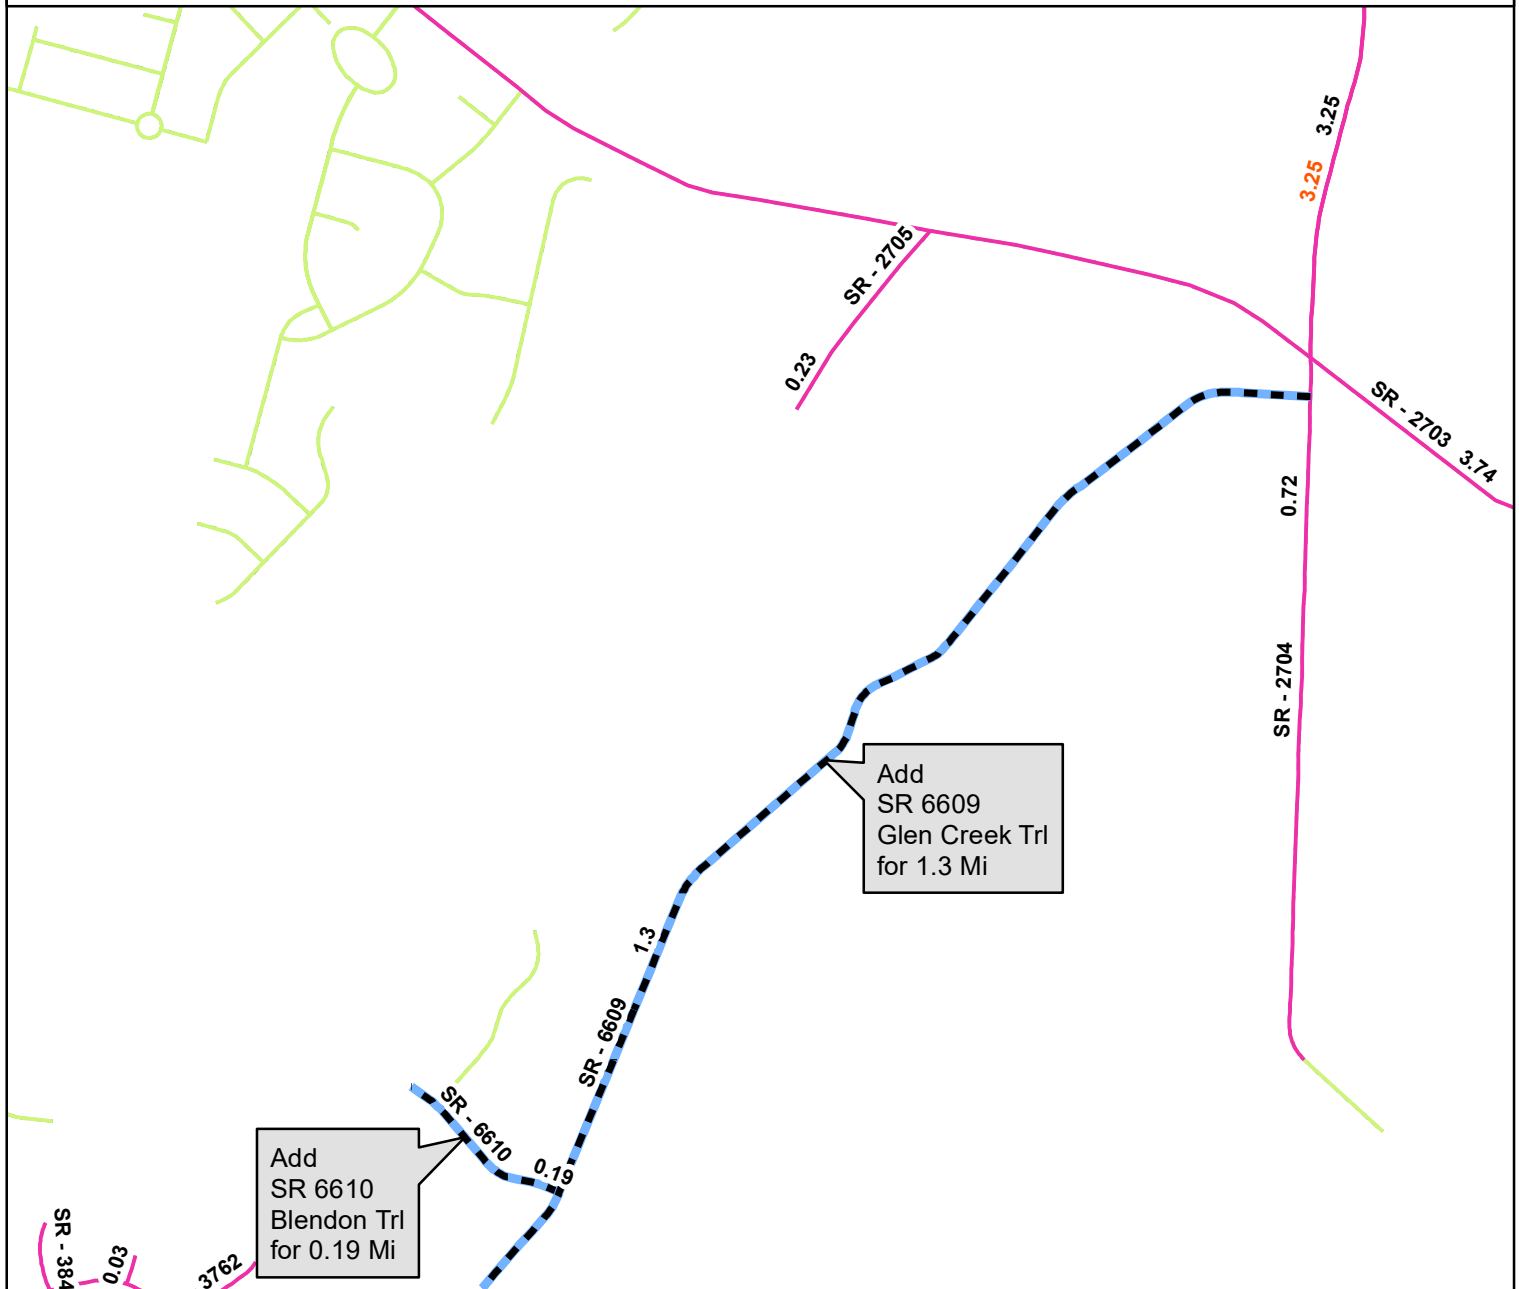 3.25
3.25
SR - 2705
0.23
SR - 2703 3.74
0.72
SR - 2704
Add
SR 6609
Glen Creek Trl
for 1.3 Mi
1.3
SR - 6609
SR - 6610
0.19
Add
SR 6610
Blendon Trl
for 0.19 Mi
SR - 384
0.03
3762